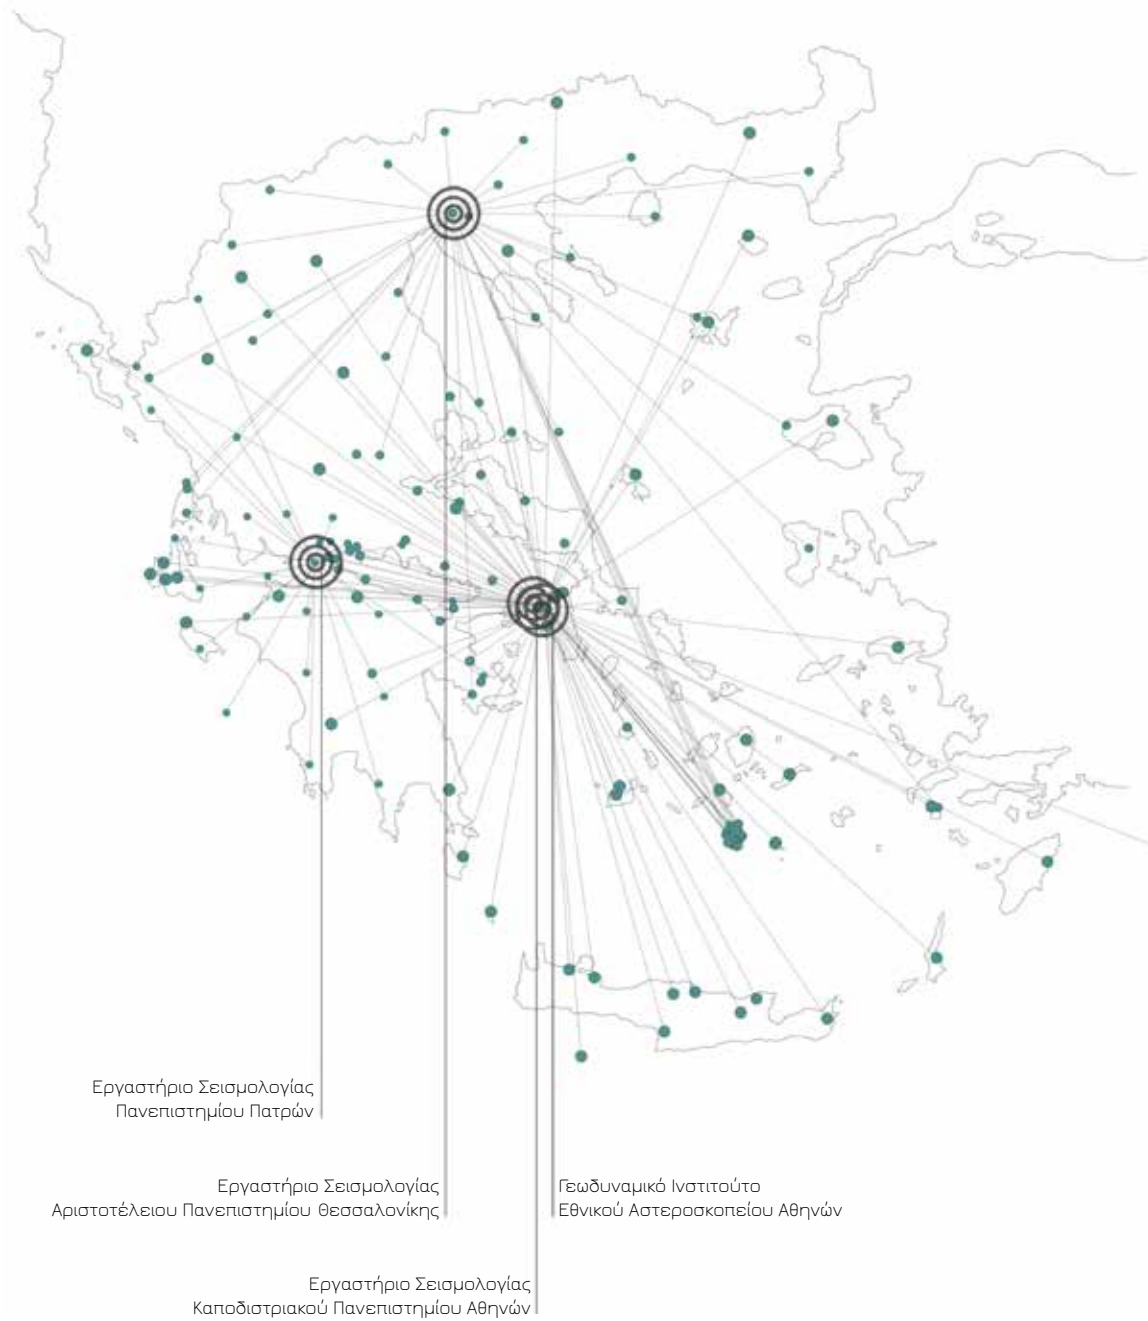 Εργαστήριο Σεισμολογίας
Πανεπιστημίου Πατρών
Εργαστήριο Σεισμολογίας
Αριστοτέλειου Πανεπιστημίου Θεσσαλονίκης
Γεωδυναμικό Ινστιτούτο
Εθνικού Αστεροσκοπείου Αθηνών
Εργαστήριο Σεισμολογίας
Καποδιστριακού Πανεπιστημίου Αθηνών